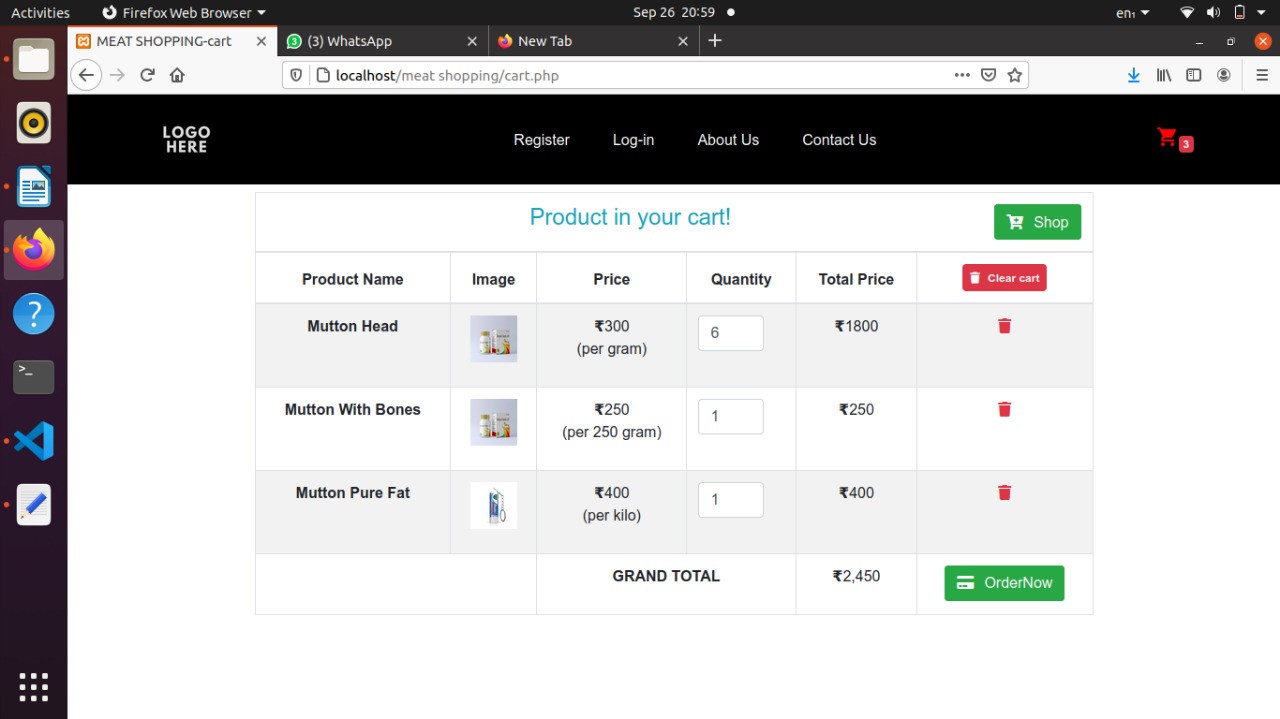 Activities
Firefox Web Browser
Sep 26 20:59
en₁
MEAT SHOPPING-cart
(3) WhatsApp
New Tab
localhost/meat shopping/cart.php
LOGO
HERE
Register
Log-in
About Us
Contact Us
3
Product in your cart!
Shop
Product Name
Image
Price
Quantity
Total Price
Clear cart
Mutton Head
₹300
(per gram)
6
₹1800
Mutton With Bones
₹250
(per 250 gram)
1
₹250
Mutton Pure Fat
₹400
(per kilo)
1
₹400
GRAND TOTAL
₹2,450
OrderNow